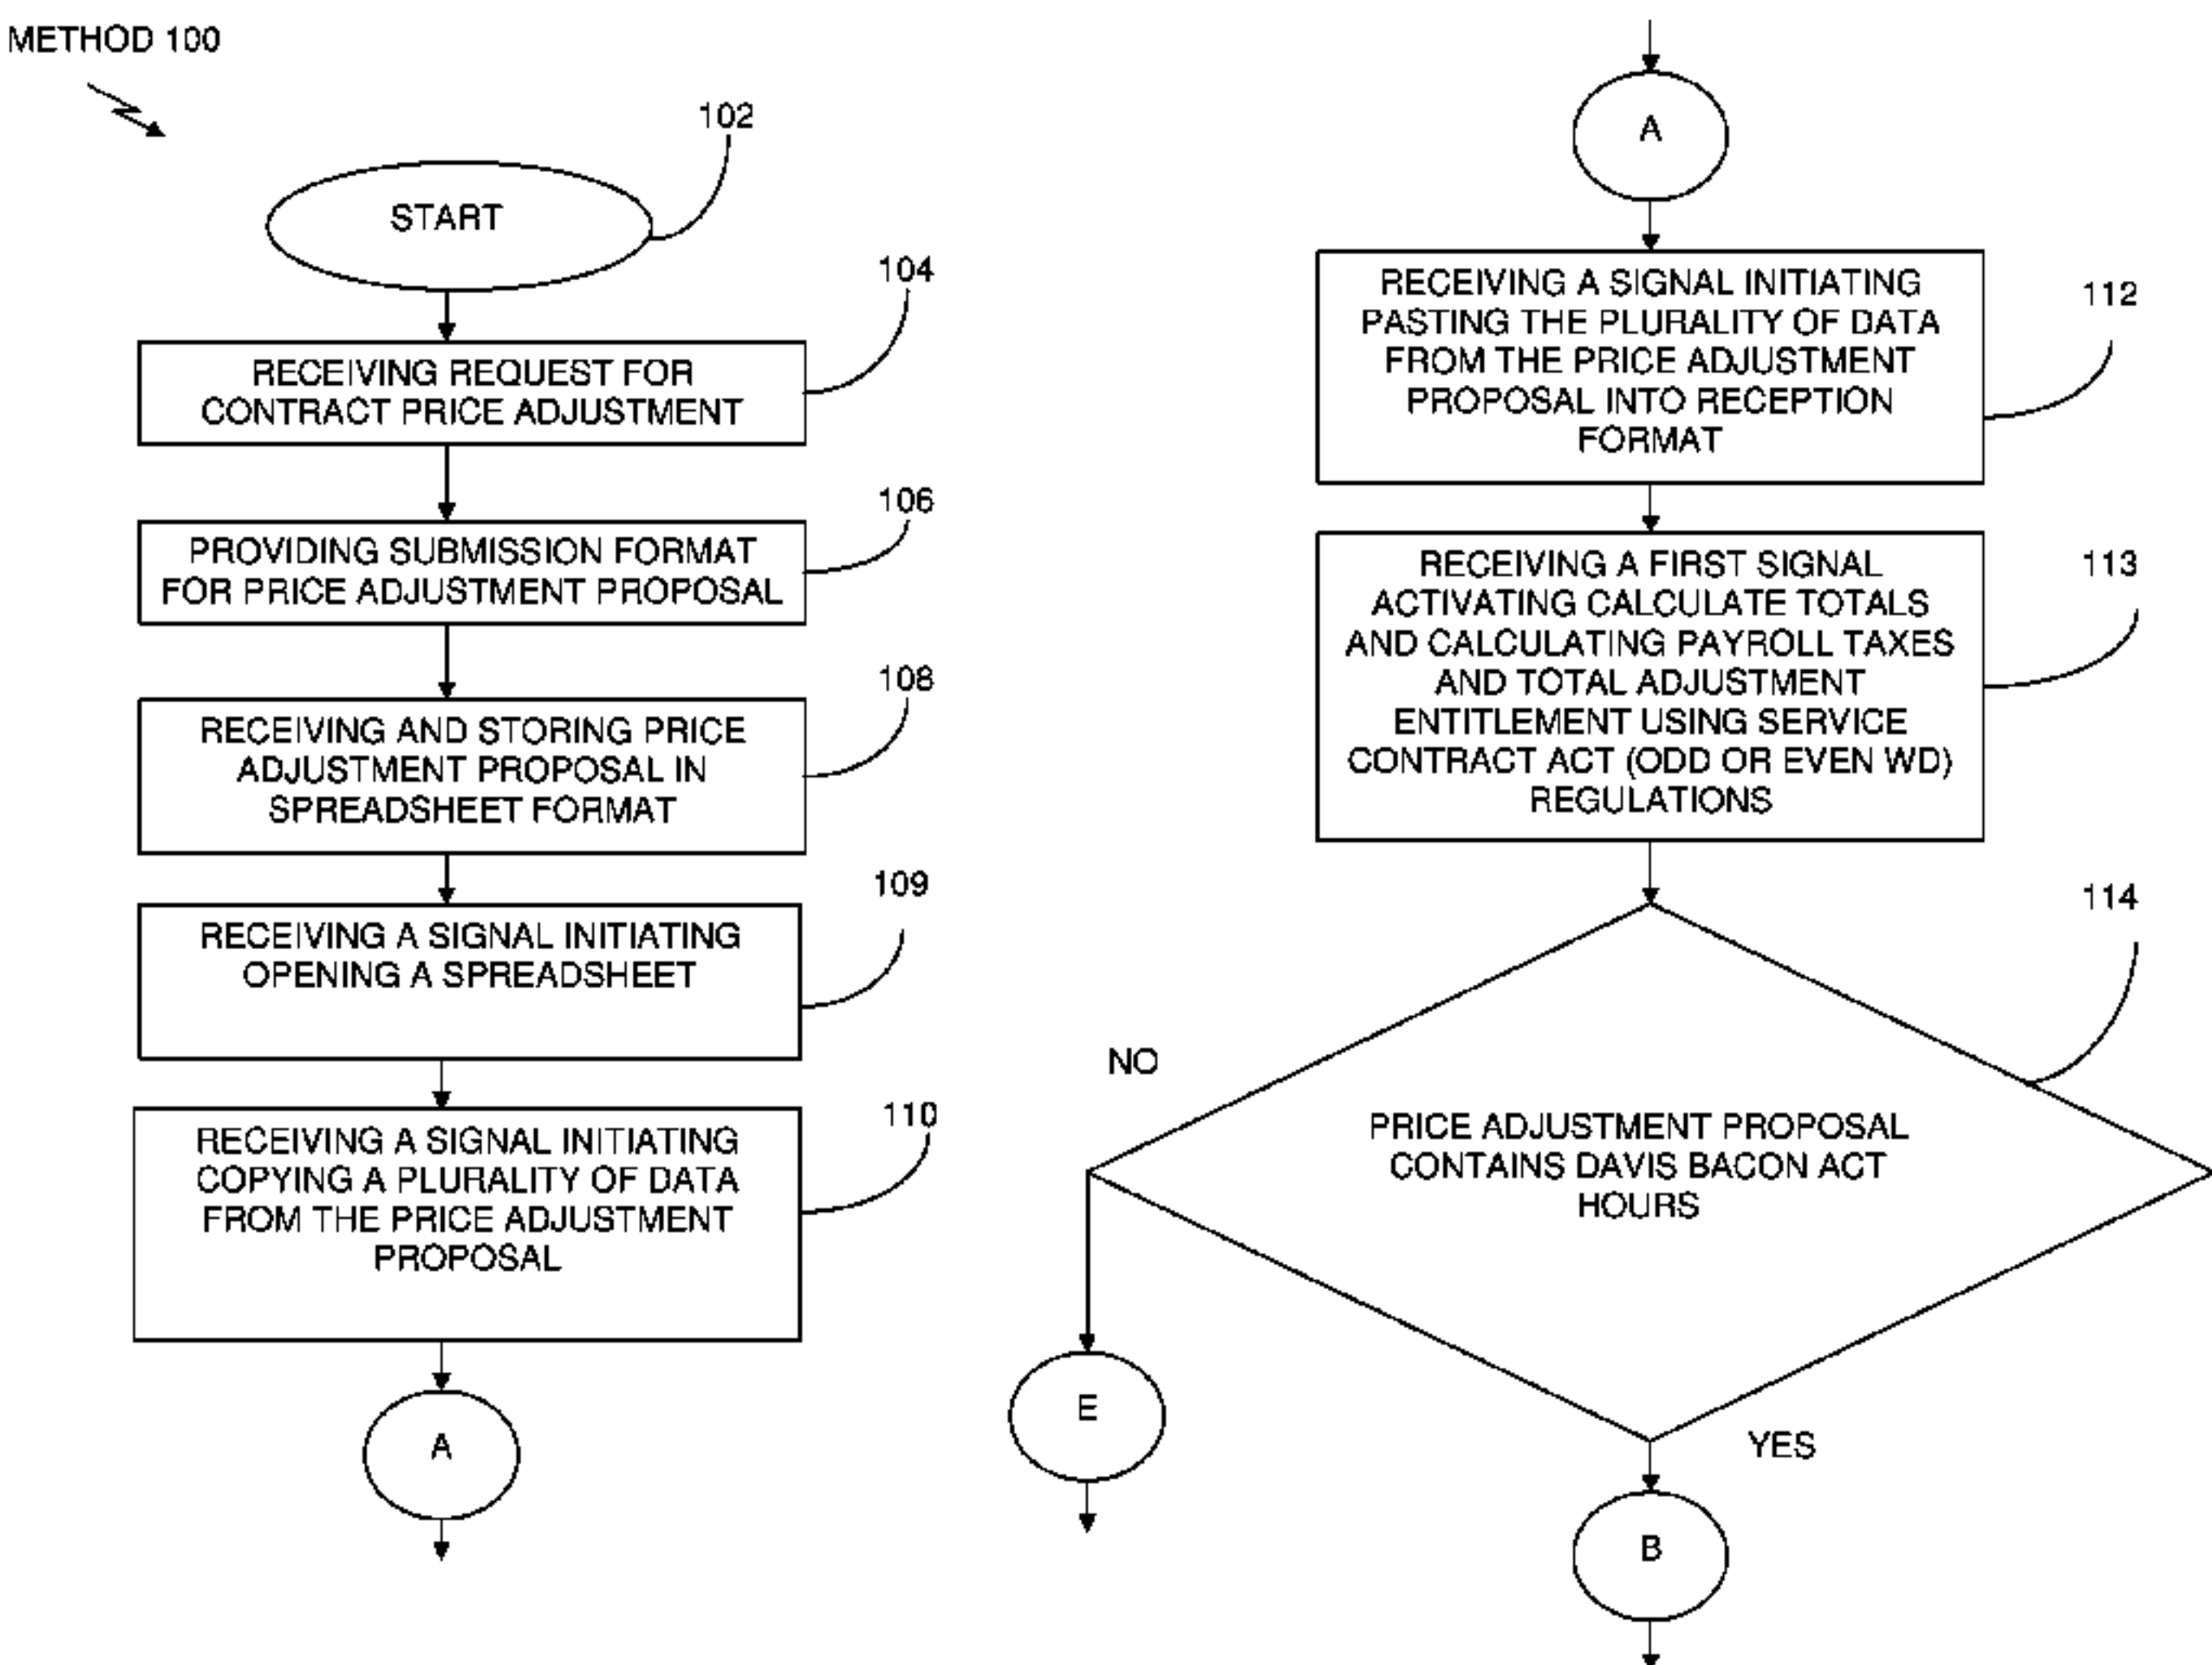 METHOD 100
102
START
104
RECEIVING REQUEST FOR
CONTRACT PRICE ADJUSTMENT
106
PROVIDING SUBMISSION FORMAT
FOR PRICE ADJUSTMENT PROPOSAL
108
RECEIVING AND STORING PRICE
ADJUSTMENT PROPOSAL IN
SPREADSHEET FORMAT
109
RECEIVING A SIGNAL INITIATING
OPENING A SPREADSHEET
110
RECEIVING A SIGNAL INITIATING
COPYING A PLURALITY OF DATA
FROM THE PRICE ADJUSTMENT
PROPOSAL
A
A
RECEIVING A SIGNAL INITIATING
PASTING THE PLURALITY OF DATA
FROM THE PRICE ADJUSTMENT
PROPOSAL INTO RECEPTION
FORMAT
112
RECEIVING A FIRST SIGNAL
ACTIVATING CALCULATE TOTALS
AND CALCULATING PAYROLL TAXES
AND TOTAL ADJUSTMENT
ENTITLEMENT USING SERVICE
CONTRACT ACT (ODD OR EVEN WD)
REGULATIONS
113
114
NO
PRICE ADJUSTMENT PROPOSAL
CONTAINS DAVIS BACON ACT
HOURS
E
YES
B